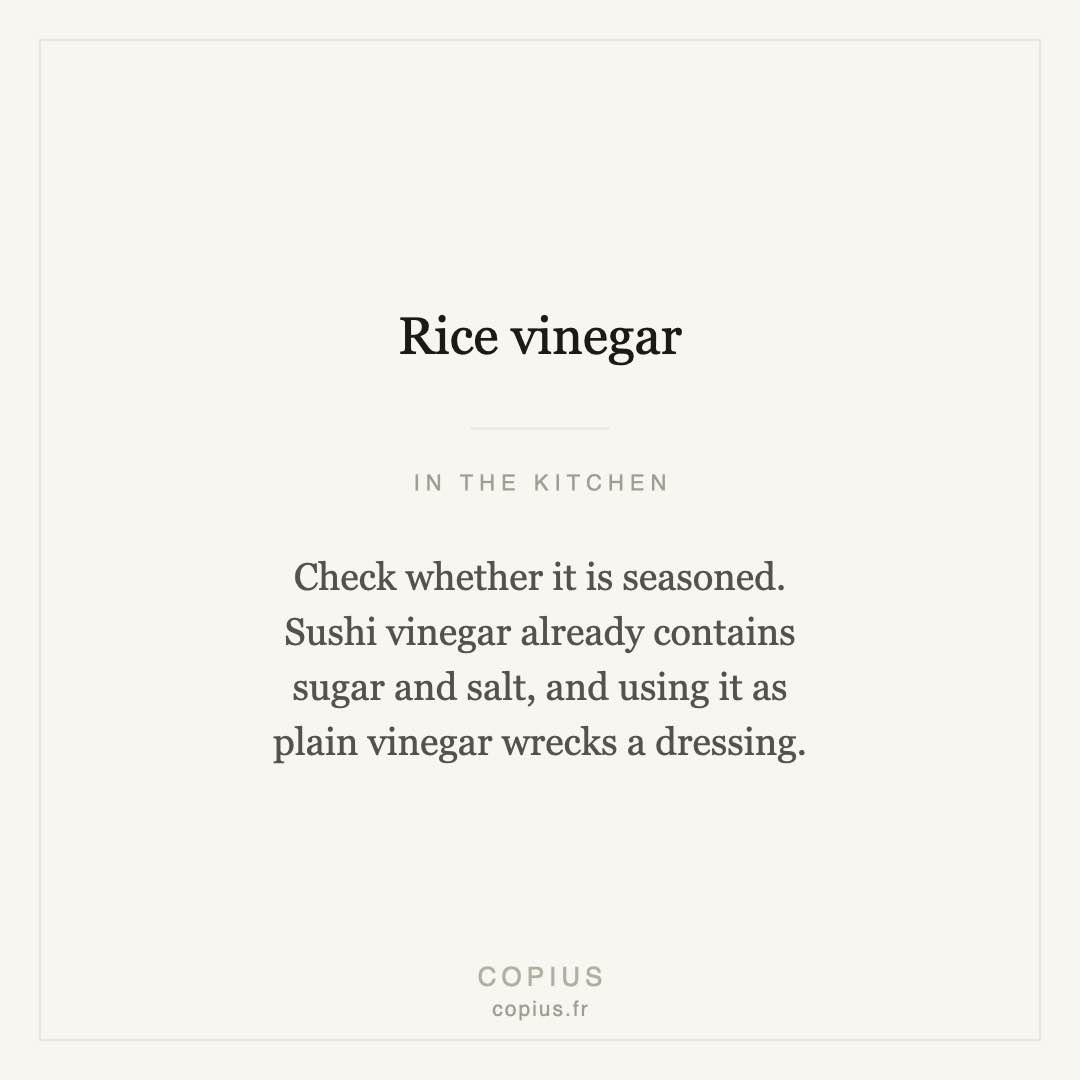 Rice vinegar
IN THE KITCHEN
Check whether it is seasoned.
Sushi vinegar already contains
sugar and salt, and using it as
plain vinegar wrecks a dressing.
COPIUS
copius.fr